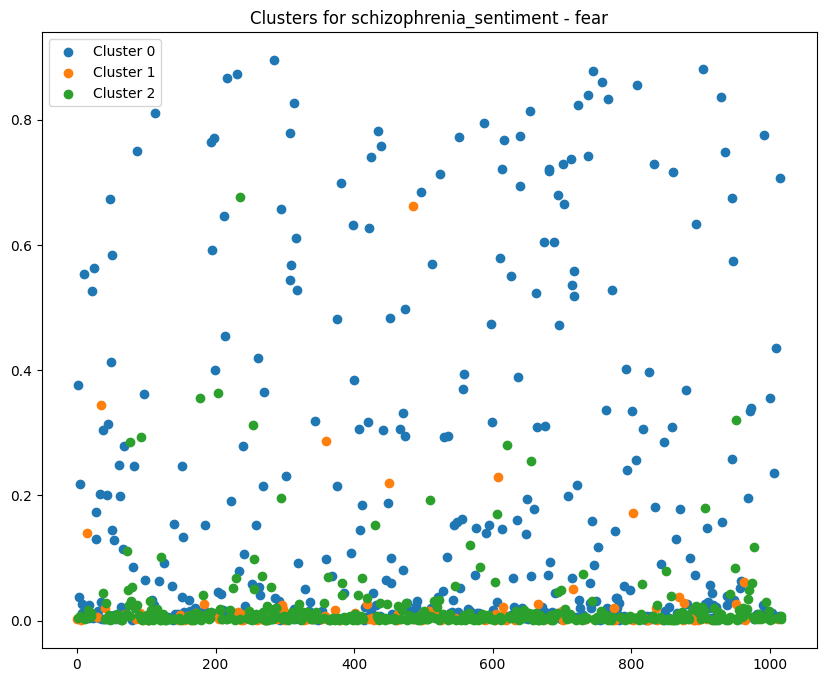 Clusters for schizophrenia_sentiment - fear
Cluster 0
Cluster 1
Cluster 2
0.8
0.6
0.4
0.2
0.0
0 200 400 600 800 1000